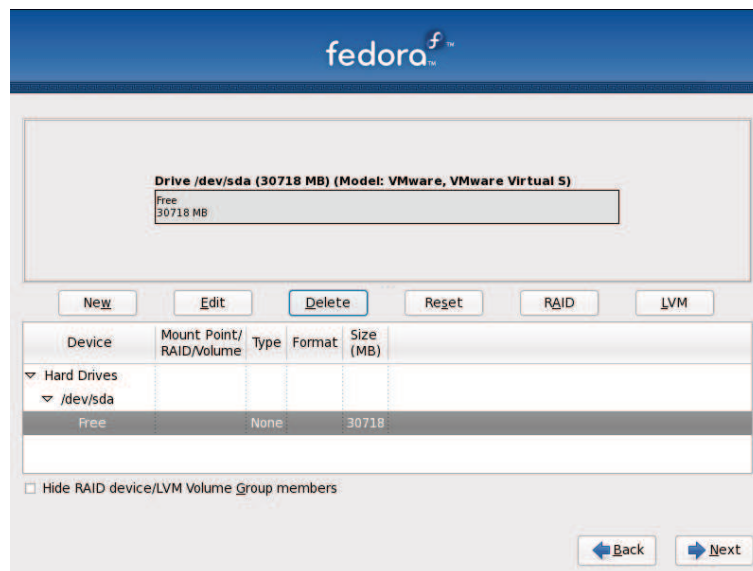 fedora™
Drive /dev/sda (30718 MB) (Model: VMware, VMware Virtual S)
Free
30718 MB
New Edit Delete Reset RAID LVM
Device Mount Point/ RAID/Volume Type Format Size (MB)
Hard Drives
/dev/sda
Free None 30718
Hide RAID device/LVM Volume Group members
Back Next